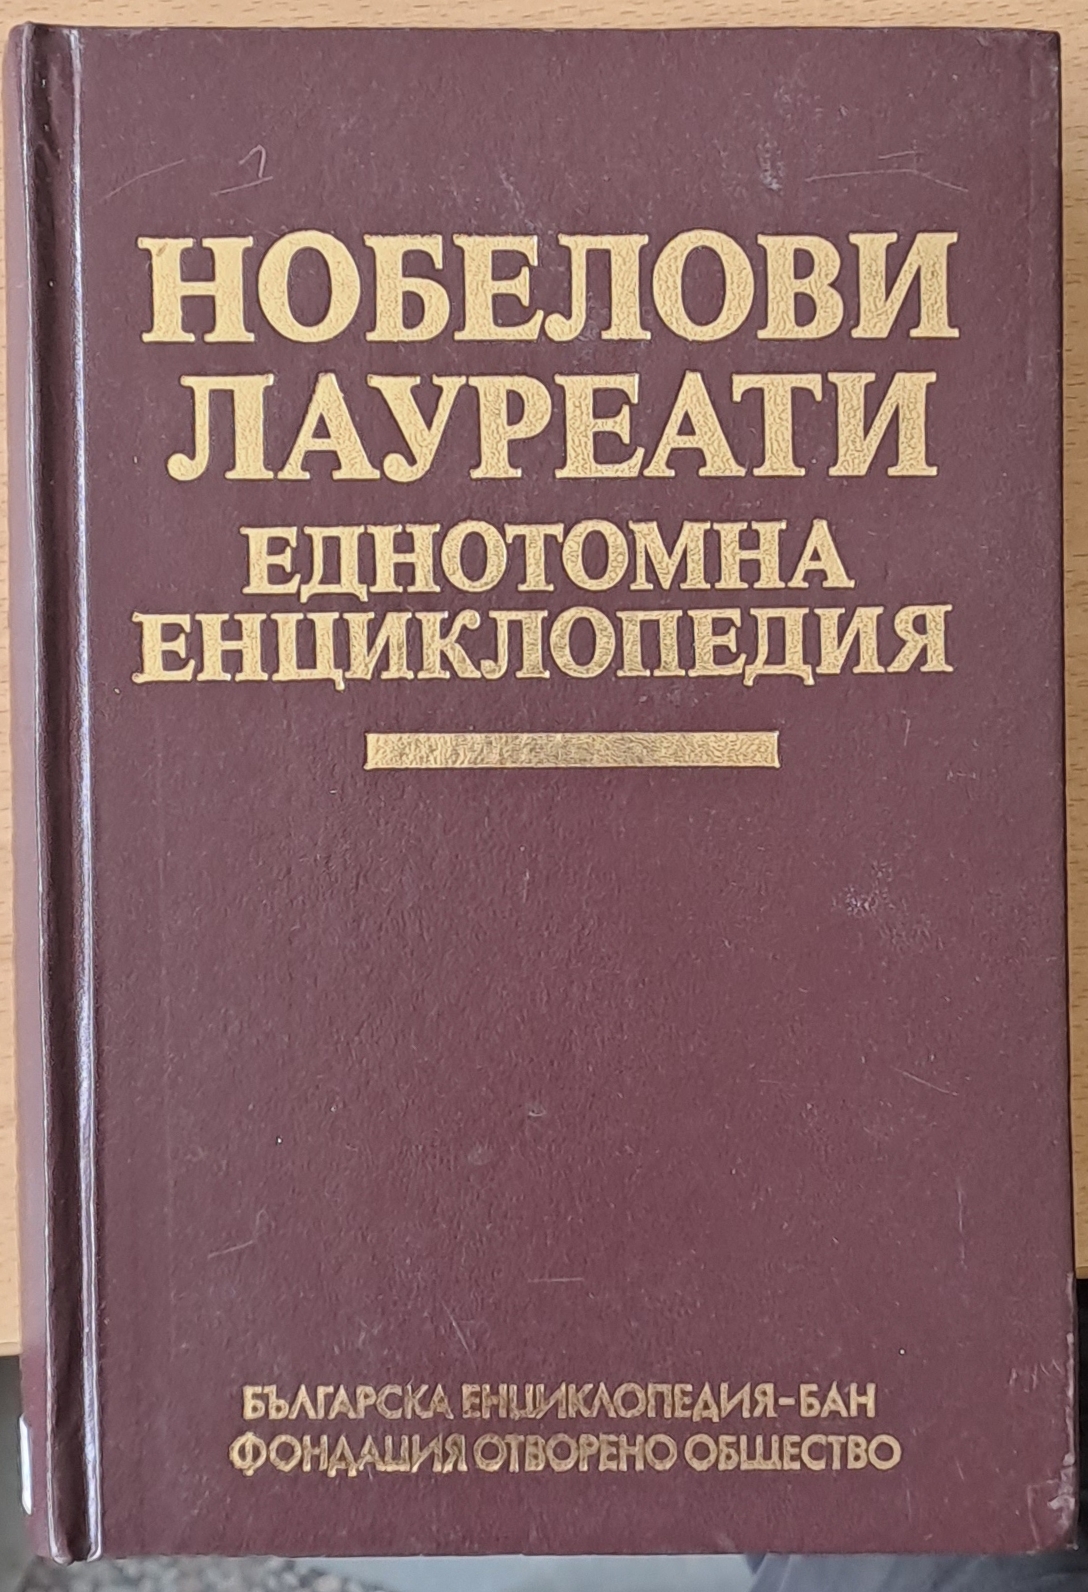 НОБЕЛОВИ
ЛАУРЕАТИ
ЕДНОТОМНА
ЕНЦИКЛОПЕДИЯ
БЪЛГАРСКА ЕНЦИКЛОПЕДИЯ-БАН
ФОНДАЦИЯ ОТВОРЕНО ОБЩЕСТВО